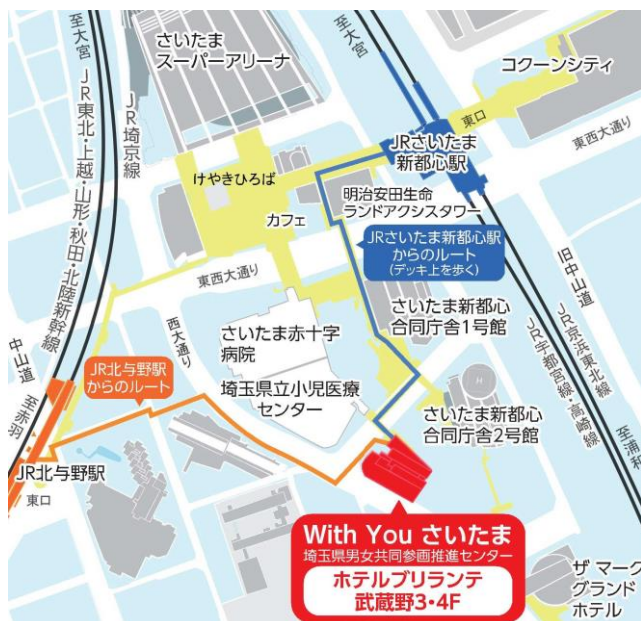 至大宮
さいたま
スーパーアリーナ
至大宮
コクーンシティ
JR東北・上越・山形・秋田・北陸新幹線
JR埼京線
東口
JRさいたま
新都心駅
東西大通り
けやきひろば
明治安田生命
ランドアクシスタワー
カフェ
JRさいたま新都心駅
からのルート
(デッキ上を歩く)
東西大通り
旧中山道
西大通り
さいたま新都心
合同庁舎1号館
さいたま赤十字
病院
JR京浜東北線
JR宇都宮線・高崎線
中山道
JR北与野駅
からのルート
埼玉県立小児医療
センター
至赤羽
H
さいたま新都心
合同庁舎2号館
至浦和
JR北与野駅
東口
With You さいたま
埼玉県男女共同参画推進センター
ホテルブリランテ
武蔵野3・4F
ザ マーク
グランド
ホテル